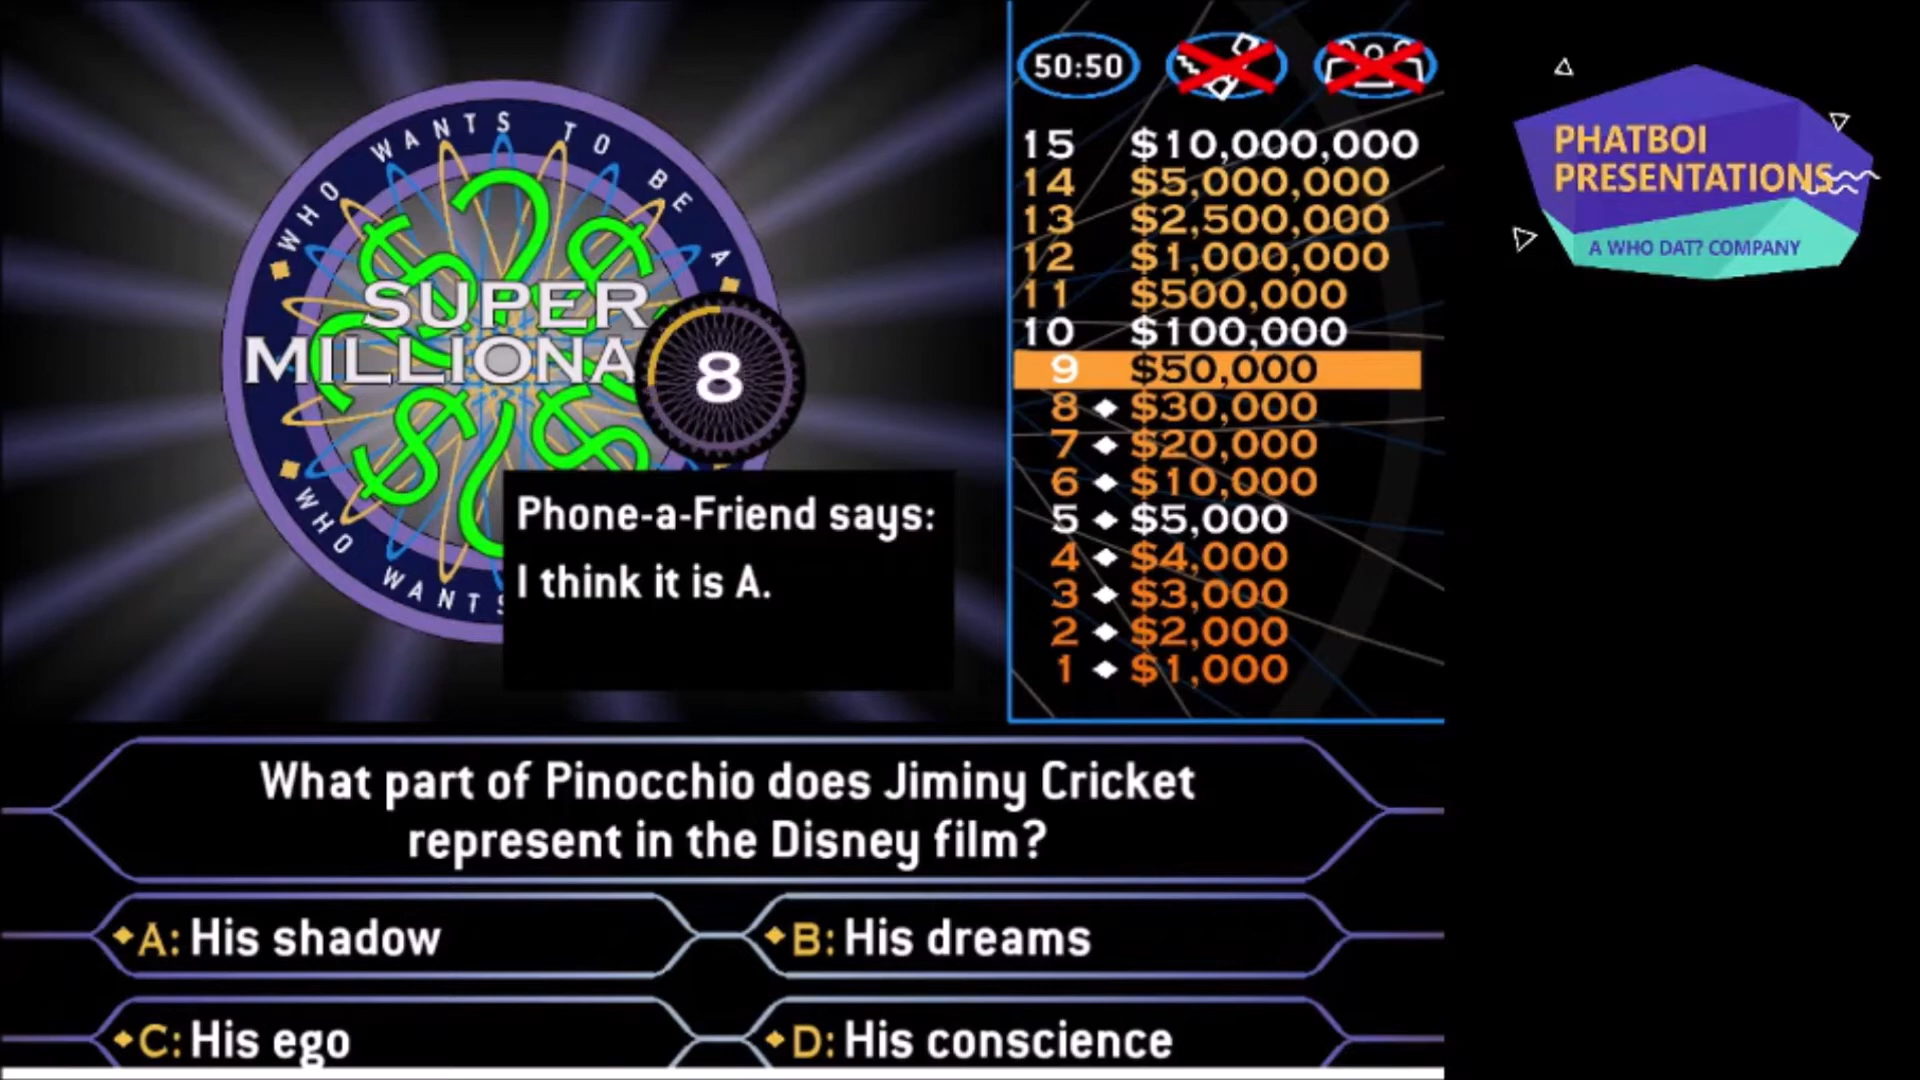 WHO WANTS TO BE A
SUPER
MILLIONA
WHO WANTS
8
Phone-a-Friend says:
I think it is A.
50:50
15 $10,000,000
14 $5,000,000
13 $2,500,000
12 $1,000,000
11 $500,000
10 $100,000
9 $50,000
8 $30,000
7 $20,000
6 $10,000
5 $5,000
4 $4,000
3 $3,000
2 $2,000
1 $1,000
PHATBOI
PRESENTATIONS
A WHO DAT? COMPANY
What part of Pinocchio does Jiminy Cricket
represent in the Disney film?
A: His shadow
B: His dreams
C: His ego
D: His conscience